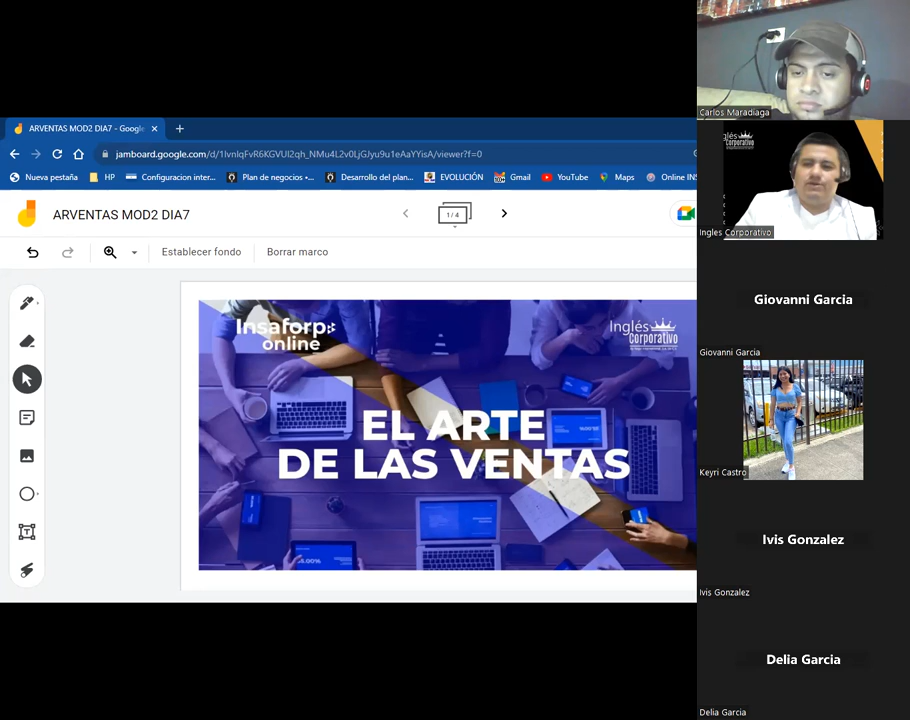 ARVENTAS MOD2 DIA7 - Google
jamboard.google.com/d/1IvnlqFvR6KGVUl2qh_NMu4L2v0LjGJyu9u1eAaYYisA/viewer?f=0
Nueva pestaña
HP
Configuracion inter...
Plan de negocios •...
Desarrollo del plan...
EVOLUCIÓN
Gmail
YouTube
Maps
Online INS
ARVENTAS MOD2 DIA7
1 / 4
Establecer fondo
Borrar marco
Insaforp
online
Inglés
Corporativo
EL ARTE
DE LAS VENTAS
Carlos Maradiaga
glés
Corporativo
Ingles Corporativo
Giovanni Garcia
Giovanni Garcia
Keyri Castro
Ivis Gonzalez
Ivis Gonzalez
Delia Garcia
Delia Garcia